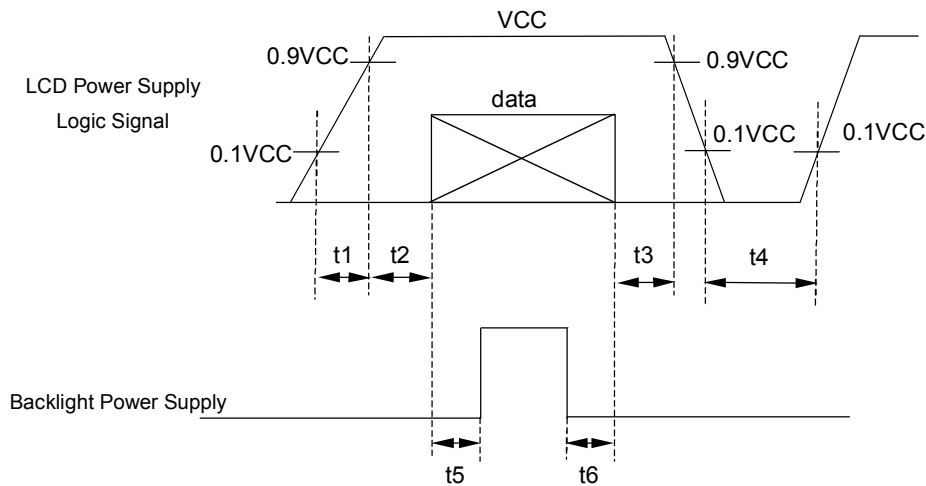 VCC
0.9VCC
0.9VCC
LCD Power Supply
Logic Signal
data
0.1VCC
0.1VCC
0.1VCC
t1
t2
t3
t4
Backlight Power Supply
t5
t6